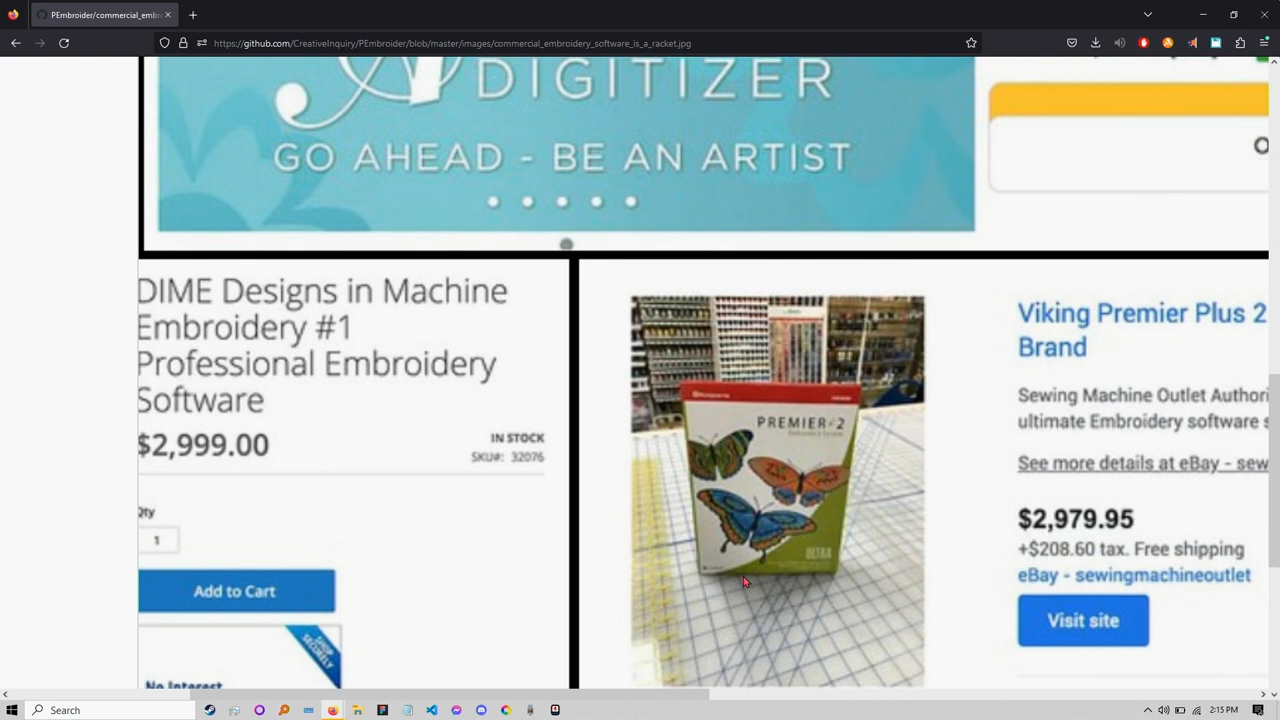 PEmbroider/commercial_embr
https://github.com/CreativeInquiry/PEmbroider/blob/master/images/commercial_embroidery_software_is_a_racket.jpg
DIGITIZER
GO AHEAD - BE AN ARTIST
DIME Designs in Machine
Embroidery #1
Professional Embroidery
Software
$2,999.00
IN STOCK
SKU#: 32076
Qty
1
Add to Cart
SHOP
SECURELY
No Interest
PREMIER+2
ULTRA
Viking Premier Plus 2
Brand
Sewing Machine Outlet Authori
ultimate Embroidery software s
See more details at eBay - sew
$2,979.95
+$208.60 tax. Free shipping
eBay - sewingmachineoutlet
Visit site
Search
2:15 PM